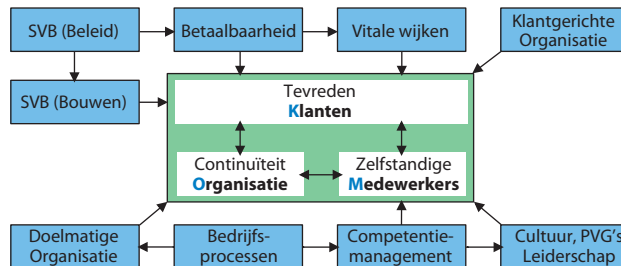 SVB (Beleid)
Betaalbaarheid
Vitale wijken
Klantgerichte
Organisatie
SVB (Bouwen)
Tevreden
Klanten
Continuïteit
Organisatie
Zelfstandige
Medewerkers
Doelmatige
Organisatie
Bedrijfs-
processen
Competentie-
management
Cultuur, PVG's
Leiderschap